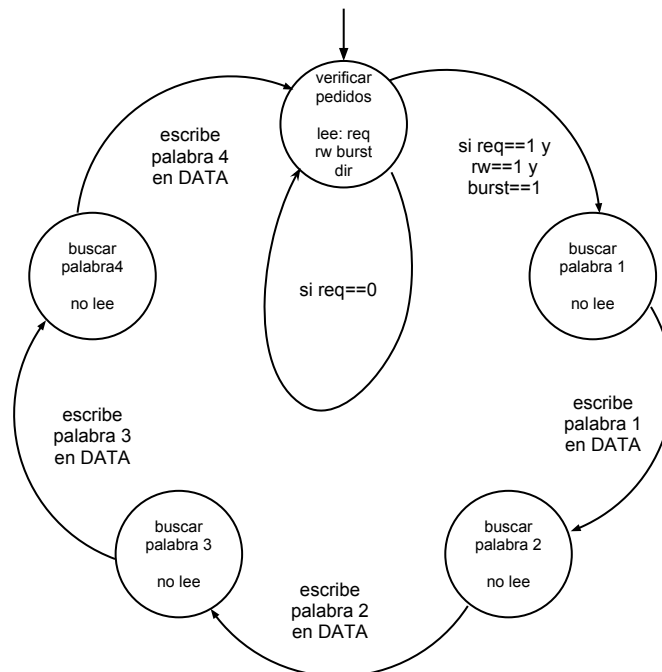 verificar
pedidos
lee: req
rw burst
dir
si req==1 y
rw==1 y
burst==1
buscar
palabra 1
no lee
escribe
palabra 1
en DATA
buscar
palabra 2
no lee
escribe
palabra 2
en DATA
buscar
palabra 3
no lee
escribe
palabra 3
en DATA
buscar
palabra4
no lee
escribe
palabra 4
en DATA
si req==0